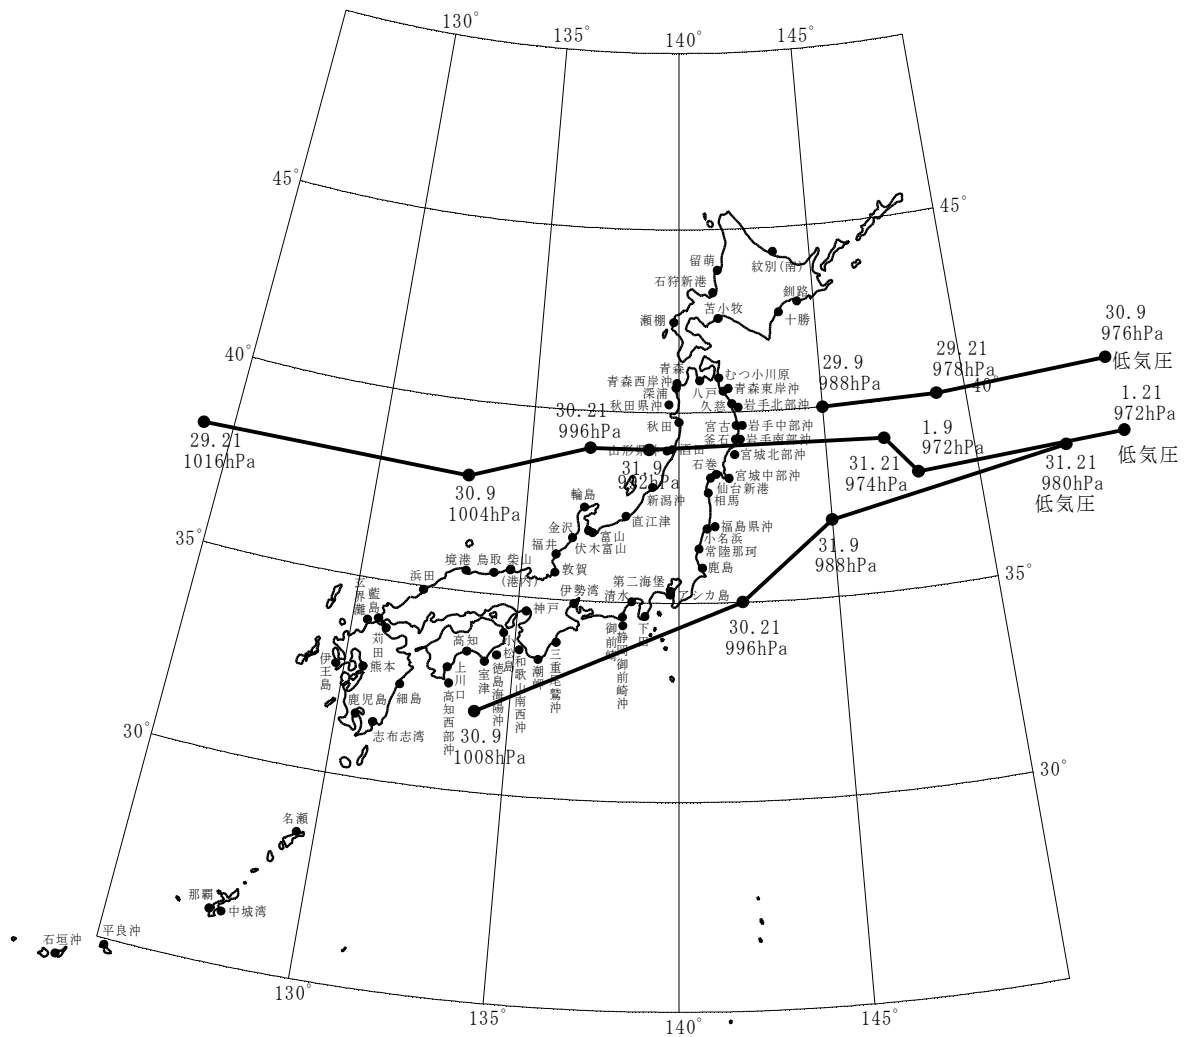 130°
135°
140°
145°
45°
45°
留萌
紋別(南)
石狩新港
釧路
苫小牧
瀬棚
十勝
30.9
976hPa
低気圧
40°
40°
29.9
988hPa
29.21
978hPa
青森
むつ小川原
青森西岸沖
青森東岸沖
深浦
八戸
秋田県沖
久慈
岩手北部沖
1.21
972hPa
低気圧
秋田
宮古
岩手中部沖
釜石
岩手南部沖
30.21
996hPa
29.21
1016hPa
酒田
宮城北部沖
1.9
972hPa
石巻
宮城中部沖
31.21
974hPa
31.21
980hPa
低気圧
31.9
30.9
1004hPa
仙台新港
輪島
新潟沖
相馬
直江津
金沢
富山
伏木富山
福島県沖
小名浜
35°
福井
常陸那珂
31.9
988hPa
境港
鳥取
柴山
(港内)
敦賀
鹿島
35°
浜田
伊勢湾
第二海堡
清水
アシカ島
玄界灘
藍島
神戸
御前崎
静岡御前崎沖
下田
30.21
996hPa
苅田
高知
小松島
三重尾鷲沖
伊王島
熊本
上川口
室津
徳島海陽沖
和歌山南西沖
潮岬
鹿児島
細島
高知西部沖
志布志湾
30.9
1008hPa
30°
30°
名瀬
那覇
中城湾
石垣沖
平良沖
130°
135°
140°
145°